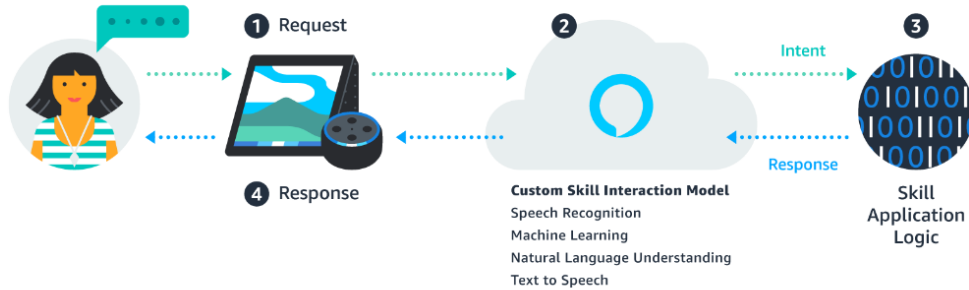 1 Request
2
3
Intent
Response
4 Response
Custom Skill Interaction Model
Speech Recognition
Machine Learning
Natural Language Understanding
Text to Speech
Skill
Application
Logic